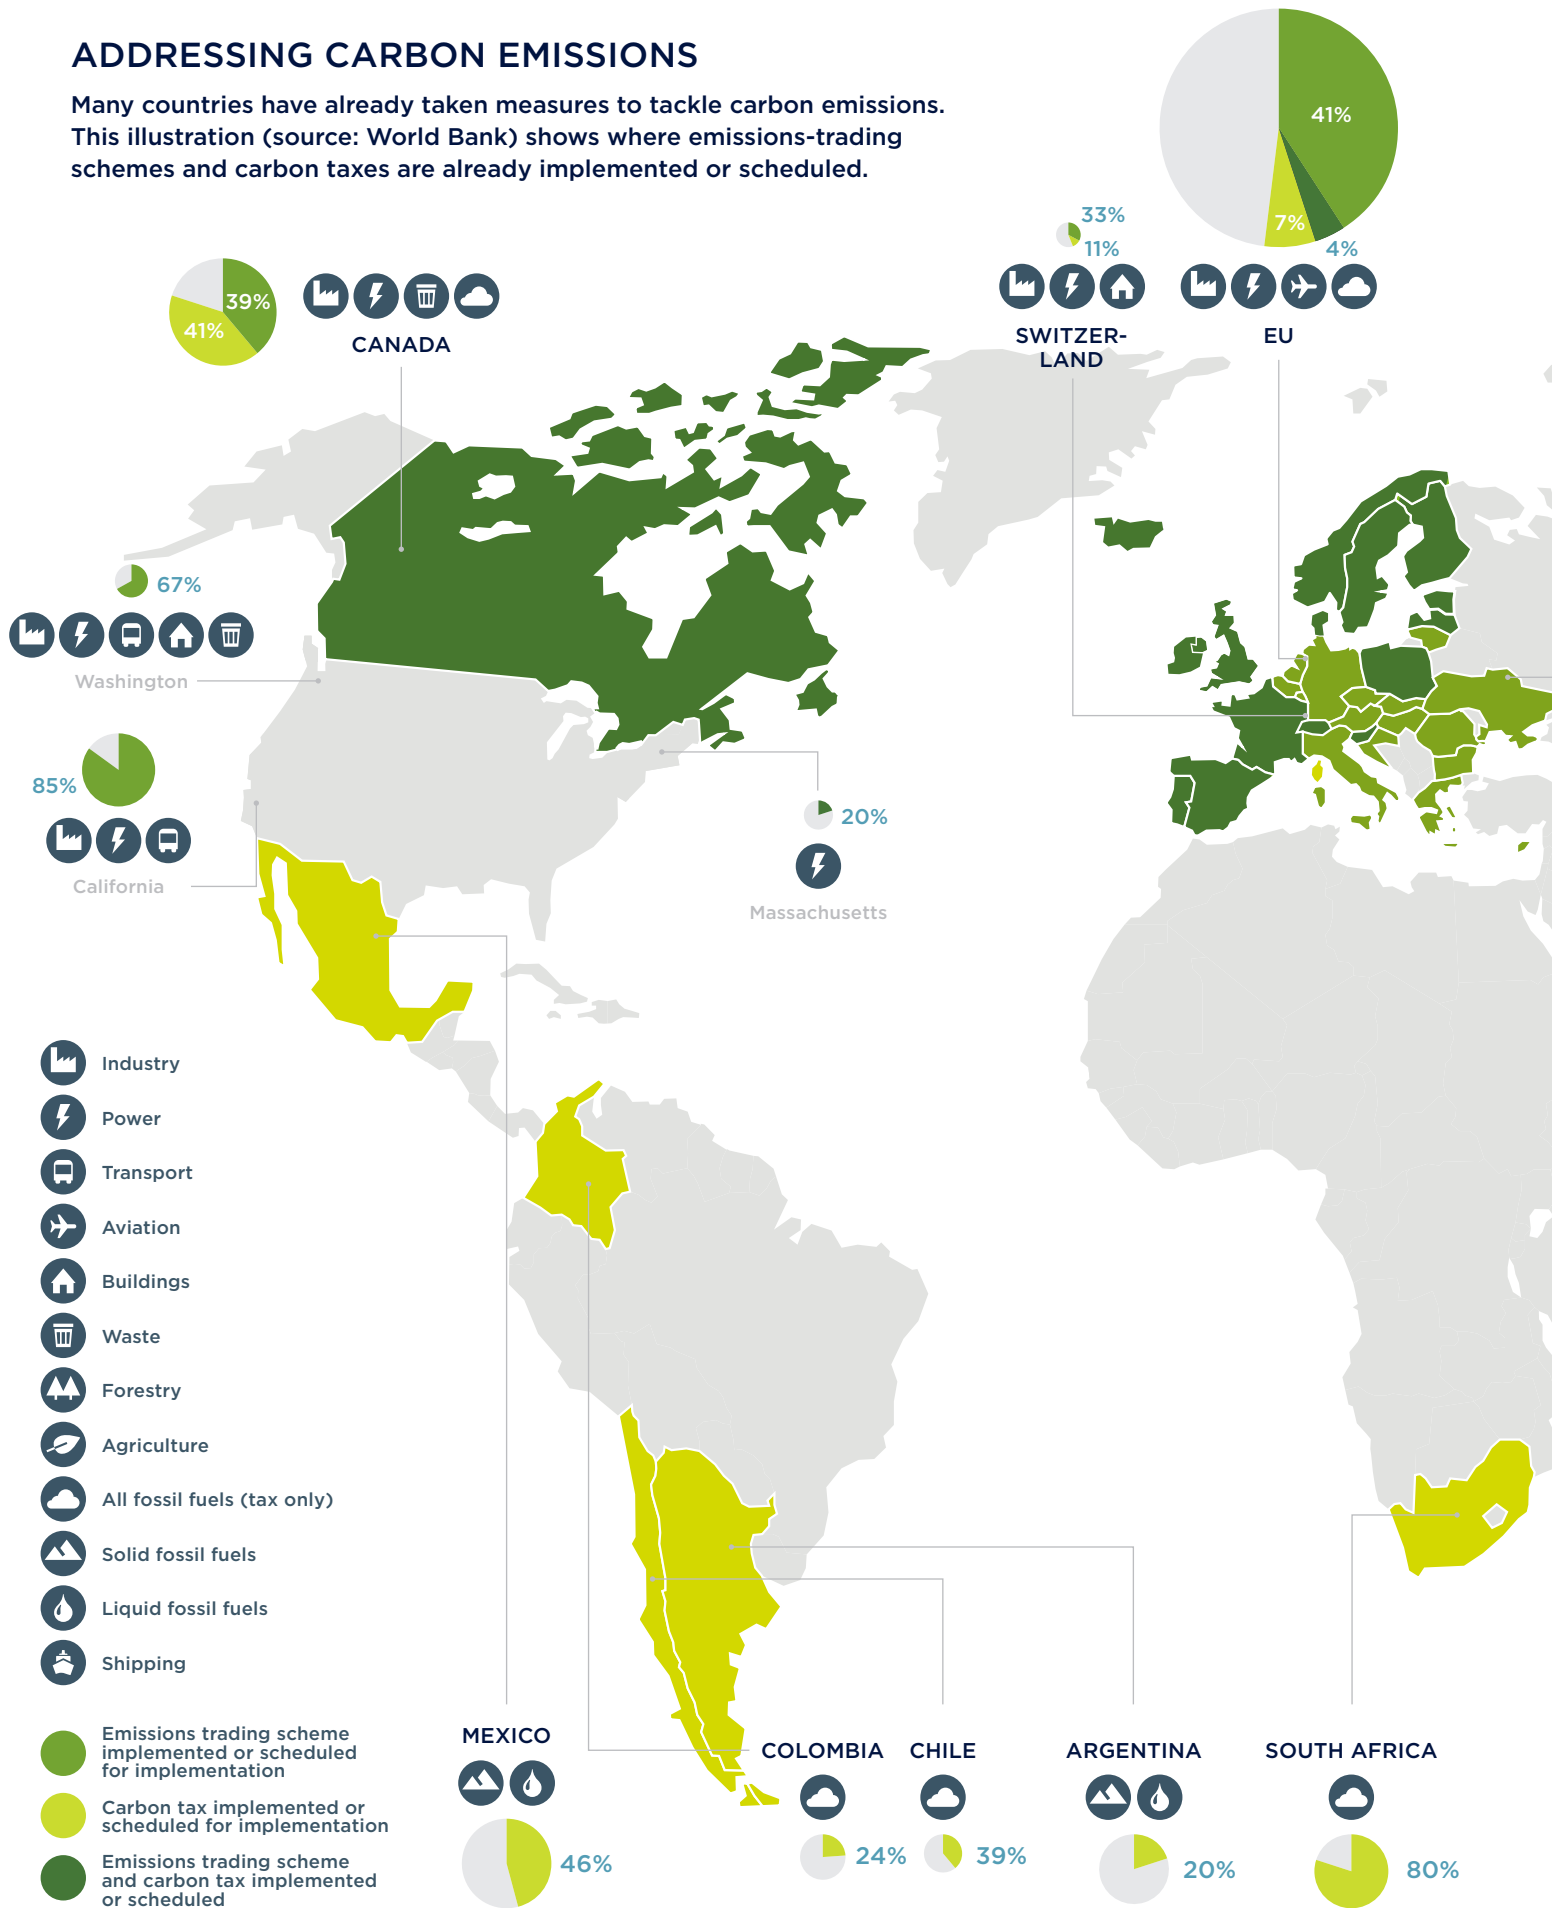 ADDRESSING CARBON EMISSIONS
Many countries have already taken measures to tackle carbon emissions.
This illustration (source: World Bank) shows where emissions-trading
schemes and carbon taxes are already implemented or scheduled.
41%
7%
4%
EU
33%
11%
SWITZER-
LAND
39%
41%
CANADA
67%
Washington
85%
California
20%
Massachusetts
Industry
Power
Transport
Aviation
Buildings
Waste
Forestry
Agriculture
All fossil fuels (tax only)
Solid fossil fuels
Liquid fossil fuels
Shipping
Emissions trading scheme
implemented or scheduled
for implementation
Carbon tax implemented or
scheduled for implementation
Emissions trading scheme
and carbon tax implemented
or scheduled
MEXICO
46%
COLOMBIA
24%
CHILE
39%
ARGENTINA
20%
SOUTH AFRICA
80%